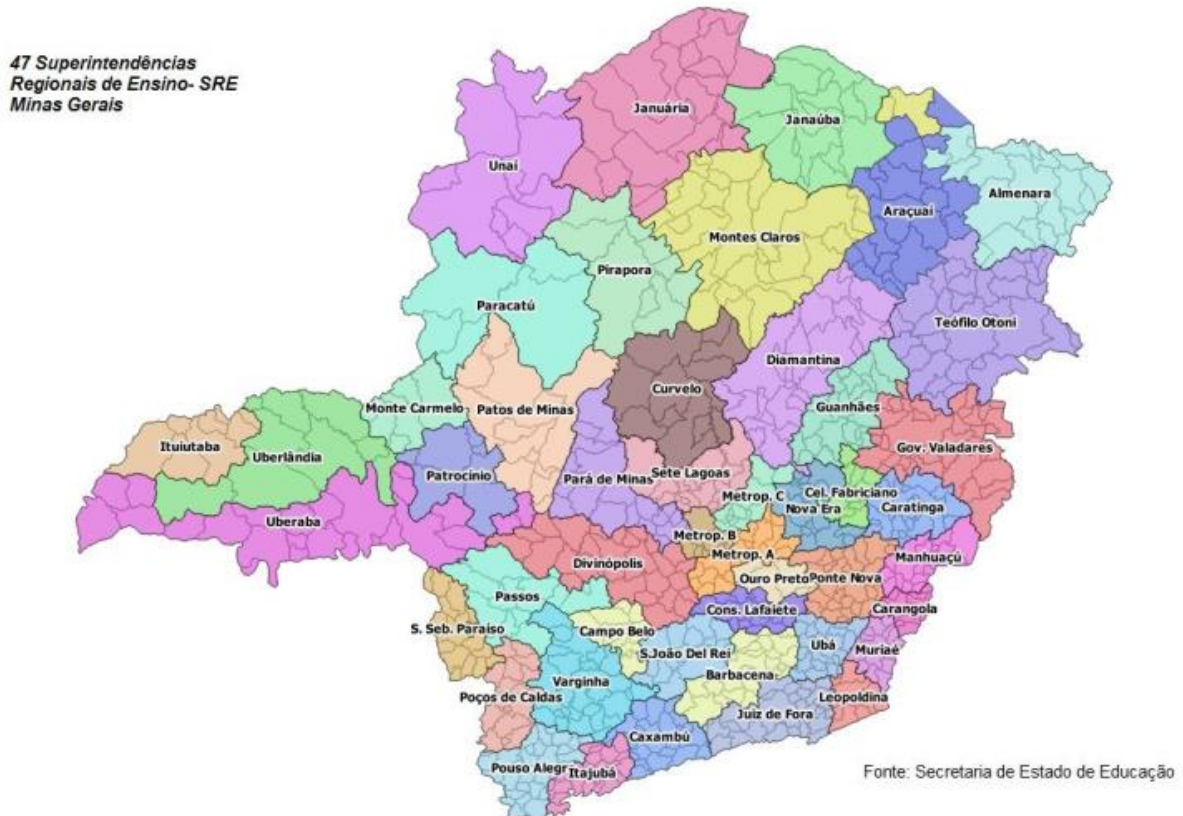 47 Superintendências
Regionais de Ensino- SRE
Minas Gerais
Januária
Janaúba
Unaí
Almenara
Araçuaí
Montes Claros
Pirapora
Paracatú
Teófilo Otoni
Diamantina
Curvelo
Monte Carmelo
Patos de Minas
Guanhães
Ituiutaba
Uberlândia
Gov. Valadares
Patrocínio
Pará de Minas
Sete Lagoas
Metrop. C
Cel. Fabriciano
Nova Era
Caratinga
Uberaba
Metrop. B
Metrop. A
Manhuaçú
Divinópolis
Ouro Preto
Ponte Nova
Passos
Cons. Lafaiete
Carangola
S. Seb. Paraiso
Campo Belo
S.João Del Rei
Ubá
Muriaé
Barbacena
Varginha
Poços de Caldas
Leopoldina
Juiz de Fora
Caxambú
Pouso Alegr
Itajubá
Fonte: Secretaria de Estado de Educação